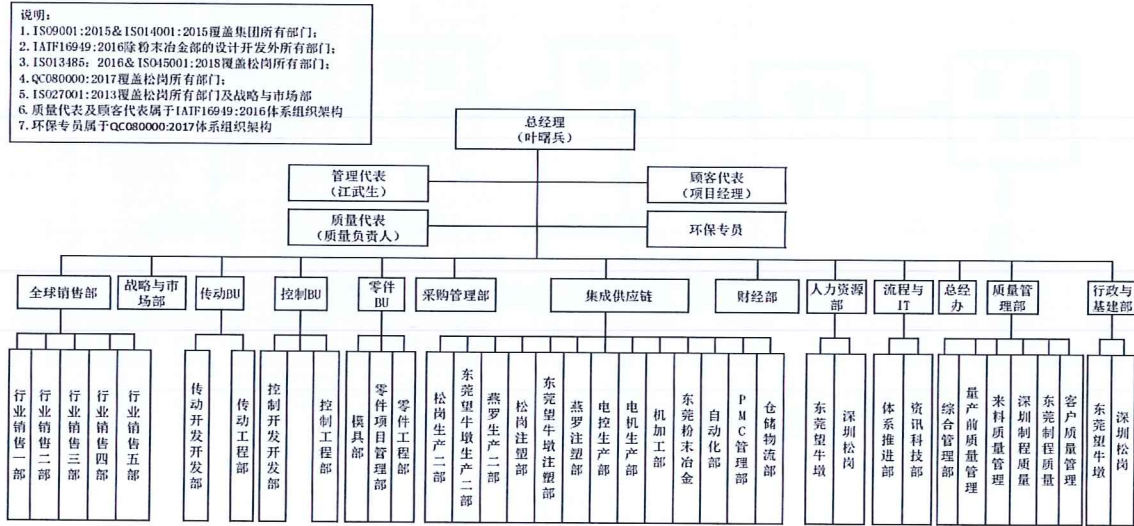 说明:
1. ISO9001:2015&ISO14001:2015覆盖集团所有部门;
2. IATF16949:2016除粉末冶金部的设计开发外所有部门;
3. ISO13485: 2016&ISO45001:2018覆盖松岗所有部门;
4. QC080000:2017覆盖松岗所有部门;
5. ISO27001:2013覆盖松岗所有部门及战略与市场部
6. 质量代表及顾客代表属于IATF16949:2016体系组织架构
7. 环保专员属于QC080000:2017体系组织架构
总经理
(叶曙兵)
管理代表
(江武生)
顾客代表
(项目经理)
质量代表
(质量负责人)
环保专员
全球销售部
战略与市
场部
传动BU
控制BU
零件
BU
采购管理部
集成供应链
财经部
人力资源
部
流程与
IT
总经
办
质量
管理部
行政与
基建部
行业销售一部
行业销售二部
行业销售三部
行业销售四部
行业销售五部
传动开发开发部
传动工程部
控制开发开发部
控制工程部
模具部
零件项目管理部
零件工程部
松岗生产二部
东莞望牛墩生产二部
燕罗生产二部
松岗注塑部
东莞望牛墩注塑部
燕罗注塑部
电控生产部
电机生产部
机加工部
东莞粉末冶金
自动化部
PMC管理部
仓储物流部
东莞望牛墩
深圳松岗
体系推进部
资讯科技部
综合管理部
量产前质量管理
来料质量管理
深圳制程质量
东莞制程质量
客户质量管理
东莞望牛墩
深圳松岗